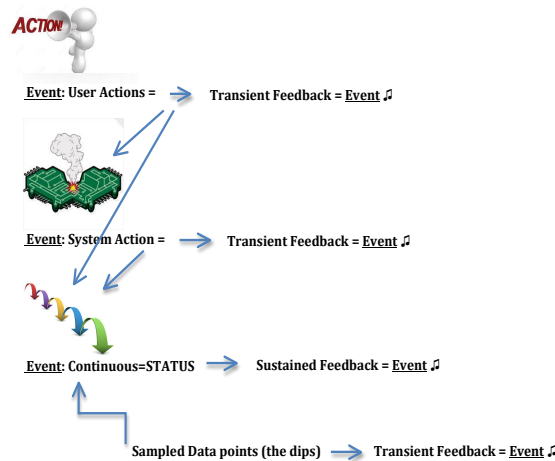 ACTION!
Event: User Actions = Transient Feedback = Event ♫
Event: System Action = Transient Feedback = Event ♫
Event: Continuous=STATUS Sustained Feedback = Event ♫
Sampled Data points (the dips) Transient Feedback = Event ♫